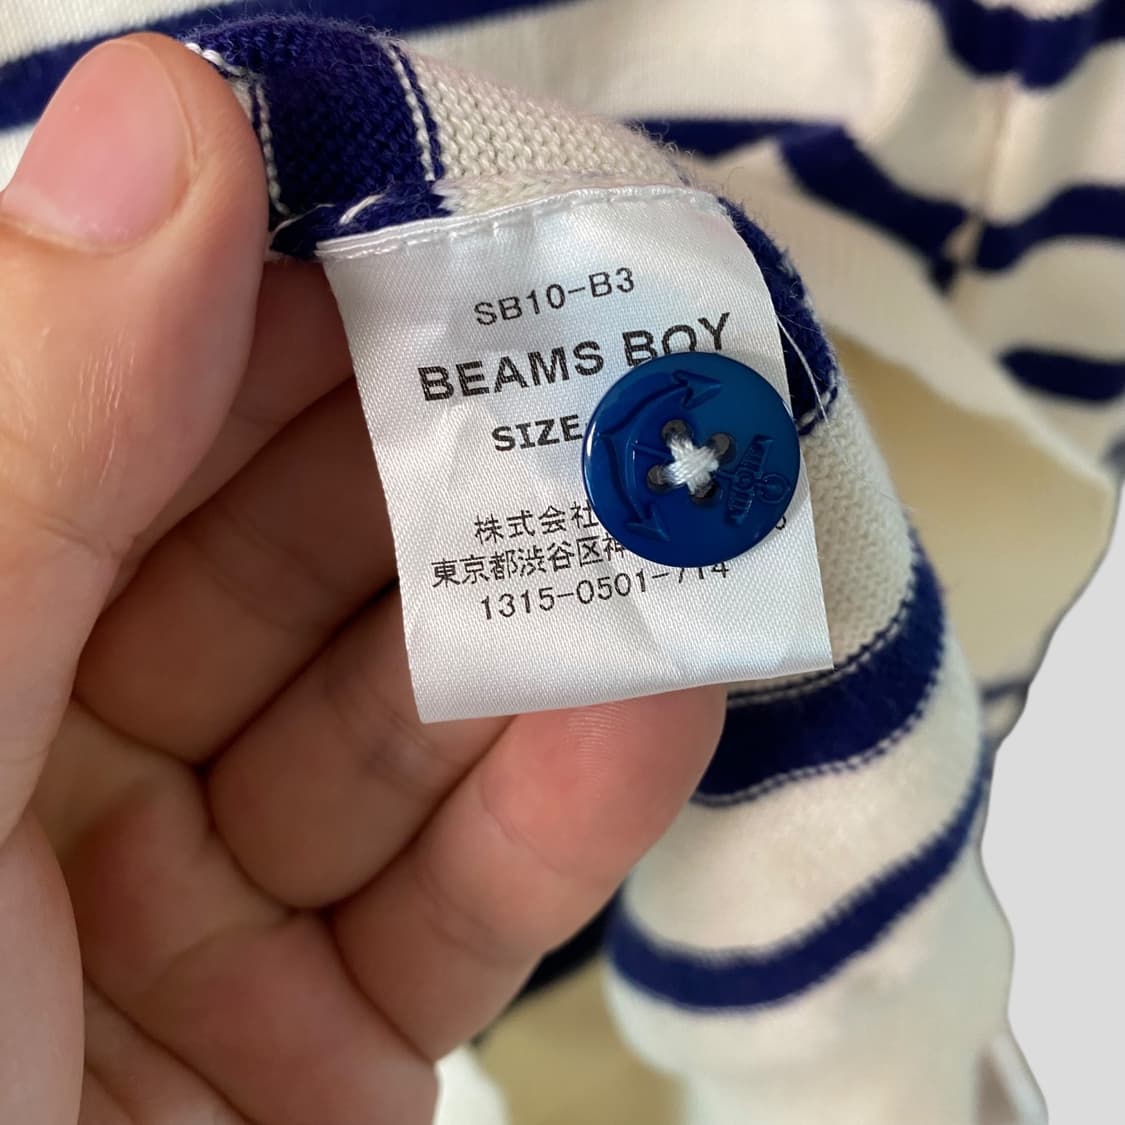 SB10-B3
BEAMS BOY
SIZE
株式会社
東京都渋谷区神
1315-0501-714